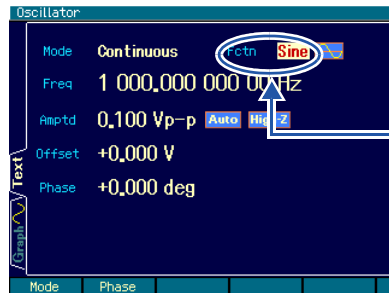 Oscillator
Mode Continuous Fctn Sine
Freq 1 000.000 000 00 Hz
Amptd 0.100 Vp-p Auto High-Z
Offset +0.000 V
Phase +0.000 deg
Text
Graph
Mode Phase